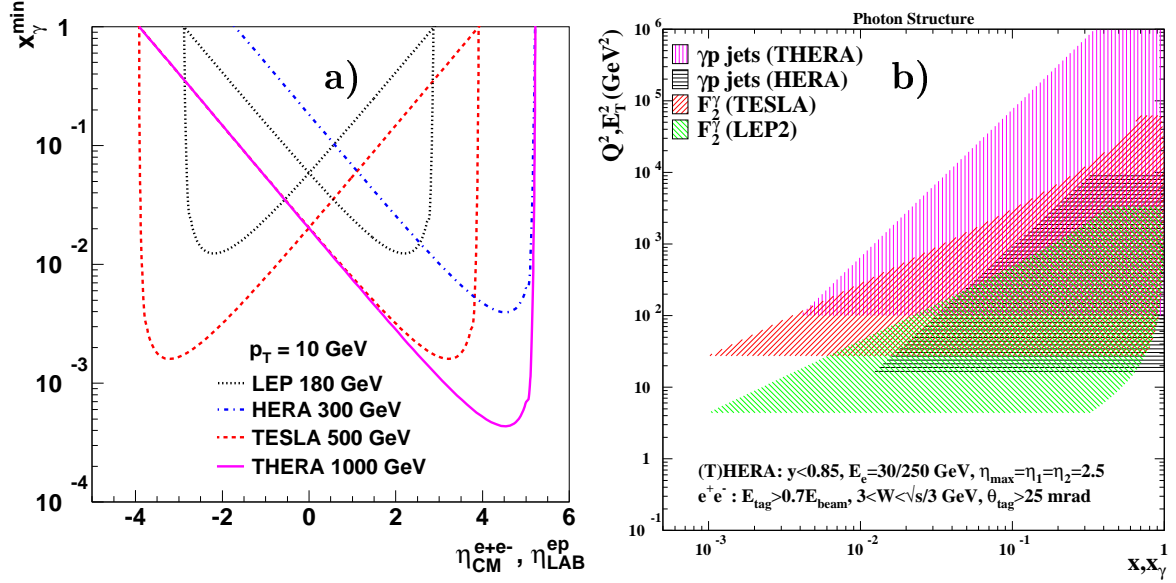 x_γ^min
1
10^-1
10^-2
10^-3
10^-4
a)
p_T = 10 GeV
LEP 180 GeV
HERA 300 GeV
TESLA 500 GeV
THERA 1000 GeV
-4 -2 0 2 4 6
η_CM^e+e-, η_LAB^ep
Photon Structure
Q^2,E_T^2 (GeV^2)
10^6
10^5
10^4
10^3
10^2
10
1
10^-1
γp jets (THERA)
γp jets (HERA)
F_2^γ (TESLA)
F_2^γ (LEP2)
b)
(T)HERA: y<0.85, E_e=30/250 GeV, η_max=η_1=η_2=2.5
e^+e^- : E_tag>0.7E_beam, 3<W<√s/3 GeV, θ_tag>25 mrad
10^-3 10^-2 10^-1 1
x,x_γ